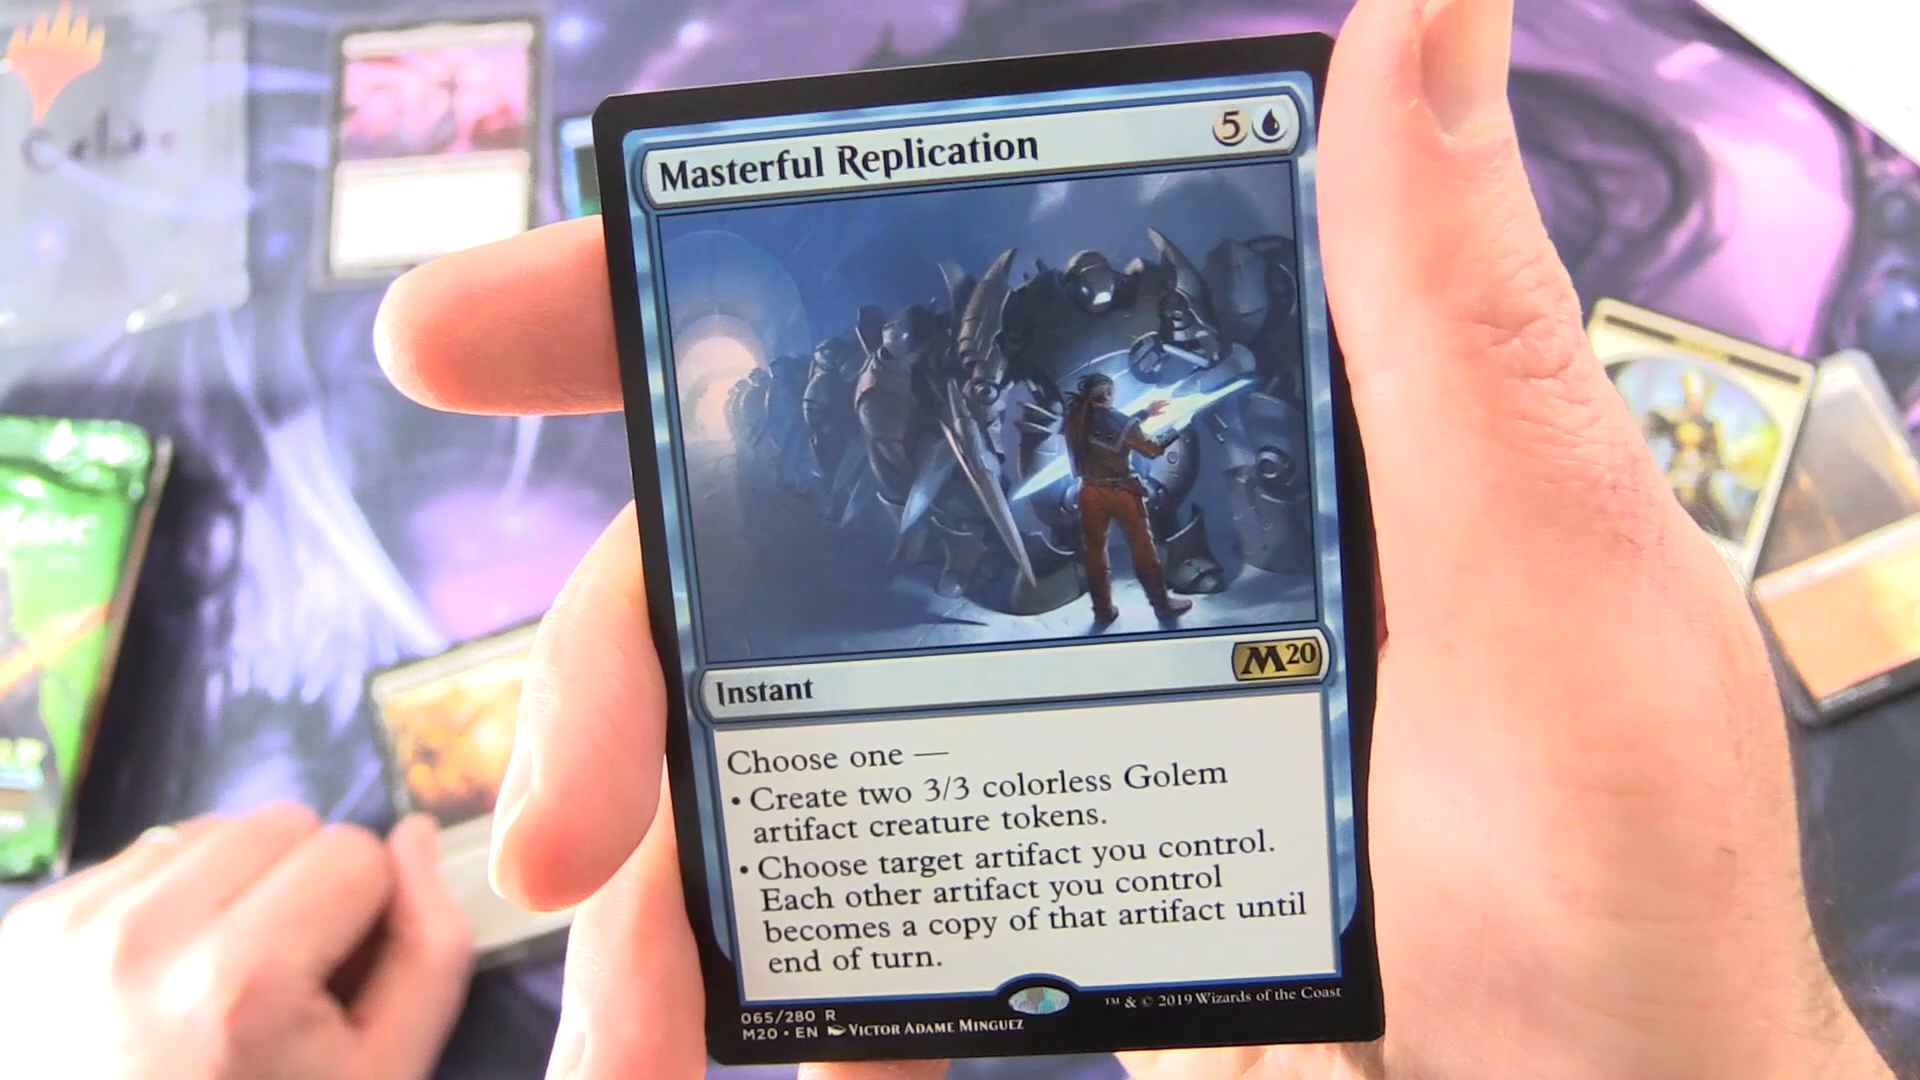 Masterful Replication 5
Instant M20
Choose one —
• Create two 3/3 colorless Golem
artifact creature tokens.
• Choose target artifact you control.
Each other artifact you control
becomes a copy of that artifact until
end of turn.
065/280 R
M20 • EN VICTOR ADAME MINGUEZ
™ & © 2019 Wizards of the Coast